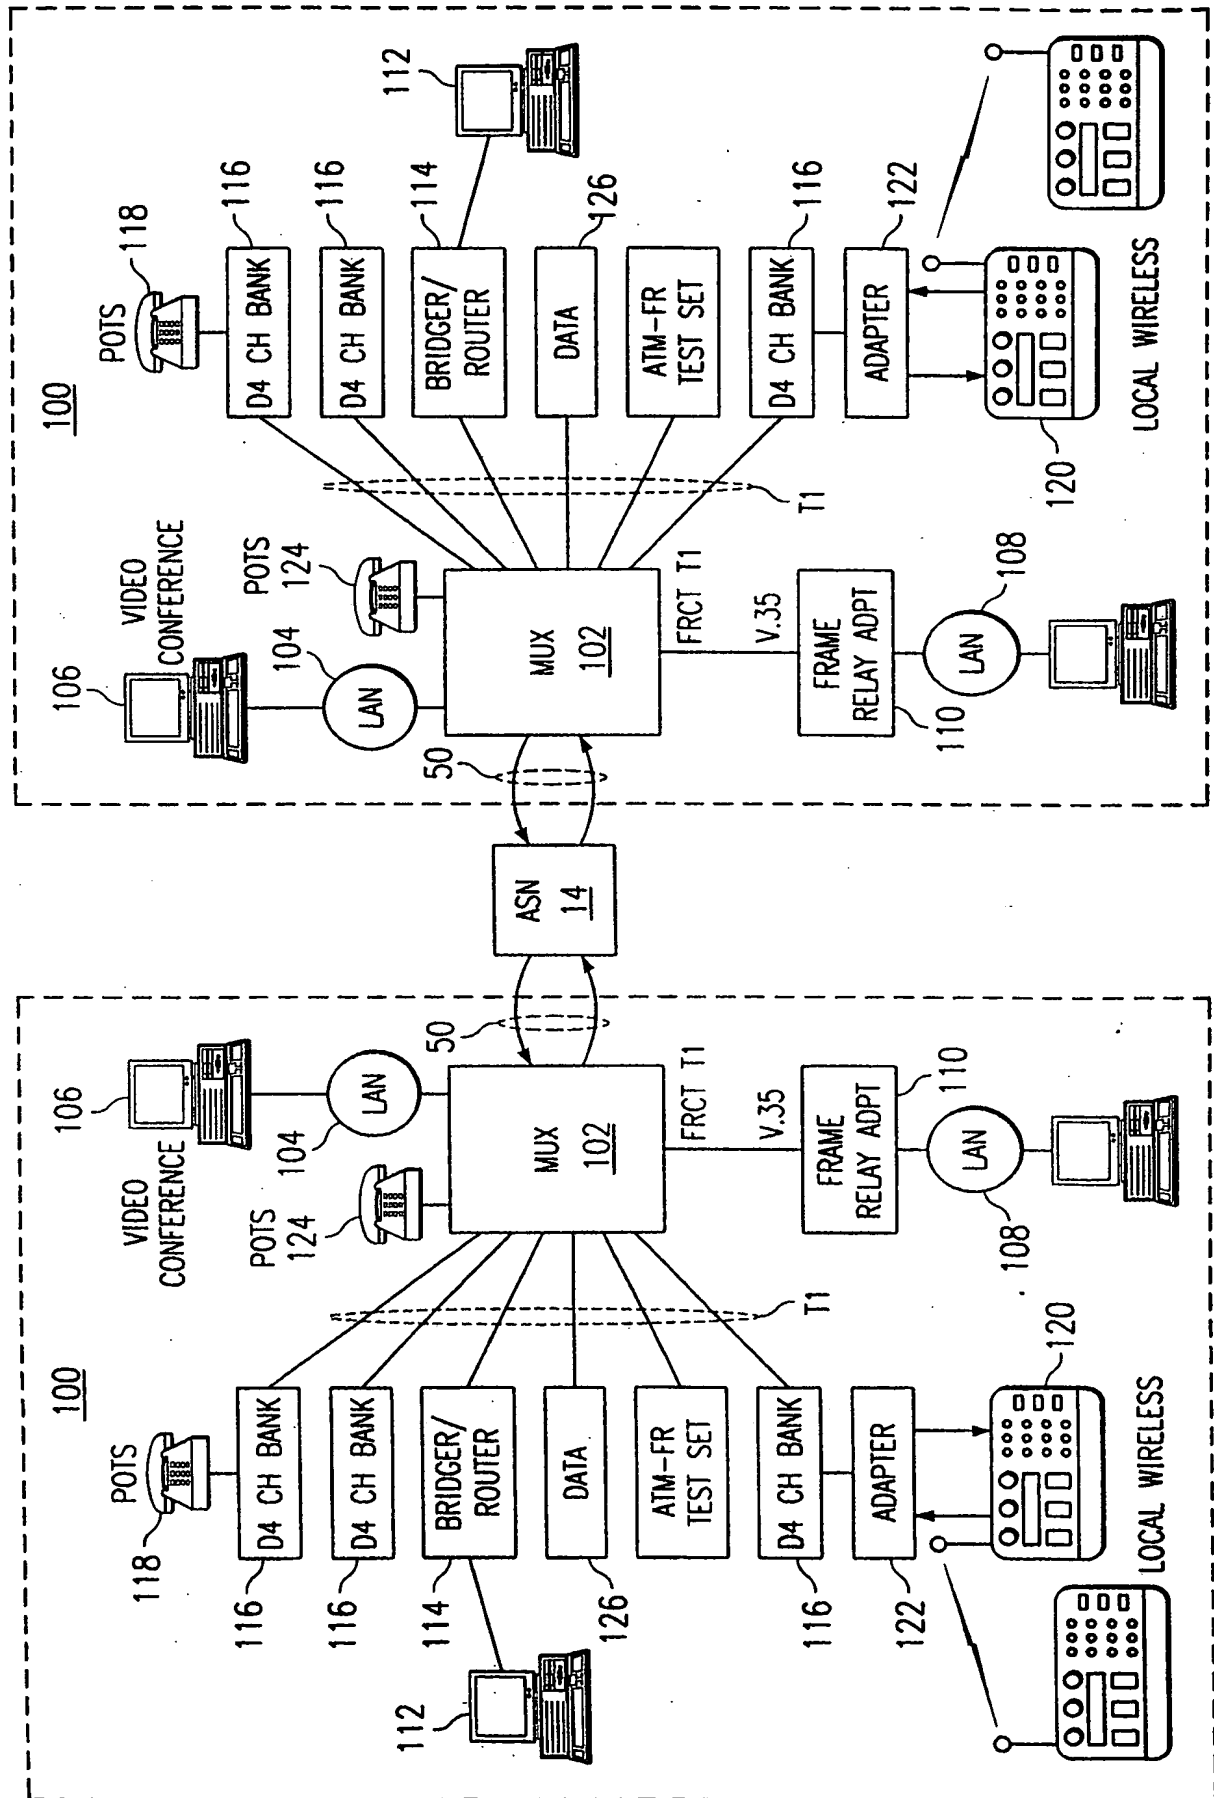 100
POTS
118
116
D4 CH BANK
116
D4 CH BANK
114
BRIDGER/
ROUTER
112
126
DATA
ATM-FR
TEST SET
116
D4 CH BANK
122
ADAPTER
120
LOCAL WIRELESS
T1
VIDEO
CONFERENCE
106
104
LAN
POTS
124
MUX
102
FRCT T1
V.35
FRAME
RELAY ADPT
110
LAN
108
50
ASN
14
50
100
VIDEO
CONFERENCE
106
104
LAN
POTS
124
MUX
102
FRCT T1
V.35
FRAME
RELAY ADPT
110
LAN
108
T1
POTS
118
D4 CH BANK
116
D4 CH BANK
116
BRIDGER/
ROUTER
114
112
DATA
126
ATM-FR
TEST SET
D4 CH BANK
116
ADAPTER
122
120
LOCAL WIRELESS